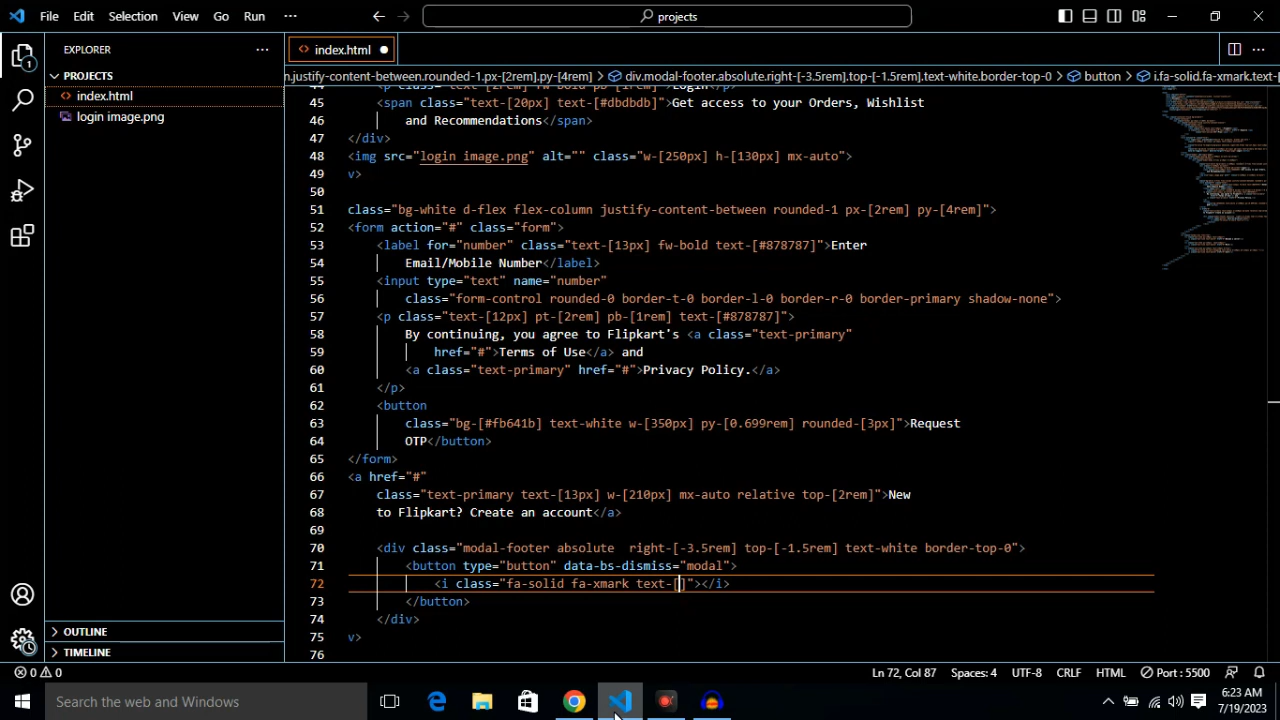 File Edit Selection View Go Run ···
projects
EXPLORER
index.html
PROJECTS
index.html
login image.png
n.justify-content-between.rounded-1.px-[2rem].py-[4rem] > div.modal-footer.absolute.right-[-3.5rem].top-[-1.5rem].text-white.border-top-0 > button > i.fa-solid.fa-xmark.text-[]
45 <span class="text-[20px] text-[#dbdbdb]">Get access to your Orders, Wishlist
46 and Recommendations</span>
47 </div>
48 <img src="login image.png" alt="" class="w-[250px] h-[130px] mx-auto">
49 v>
50
51 class="bg-white d-flex flex-column justify-content-between rounded-1 px-[2rem] py-[4rem]">
52 <form action="#" class="form">
53 <label for="number" class="text-[13px] fw-bold text-[#878787]">Enter
54 Email/Mobile Number</label>
55 <input type="text" name="number"
56 class="form-control rounded-0 border-t-0 border-l-0 border-r-0 border-primary shadow-none">
57 <p class="text-[12px] pt-[2rem] pb-[1rem] text-[#878787]">
58 By continuing, you agree to Flipkart's <a class="text-primary"
59 href="#">Terms of Use</a> and
60 <a class="text-primary" href="#">Privacy Policy.</a>
61 </p>
62 <button
63 class="bg-[#fb641b] text-white w-[350px] py-[0.699rem] rounded-[3px]">Request
64 OTP</button>
65 </form>
66 <a href="#"
67 class="text-primary text-[13px] w-[210px] mx-auto relative top-[2rem]">New
68 to Flipkart? Create an account</a>
69
70 <div class="modal-footer absolute  right-[-3.5rem] top-[-1.5rem] text-white border-top-0">
71 <button type="button" data-bs-dismiss="modal">
72 <i class="fa-solid fa-xmark text-[]"></i>
73 </button>
74 </div>
75 v>
76
OUTLINE
TIMELINE
0 0
Ln 72, Col 87 Spaces: 4 UTF-8 CRLF HTML Port : 5500
Search the web and Windows
6:23 AM
7/19/2023